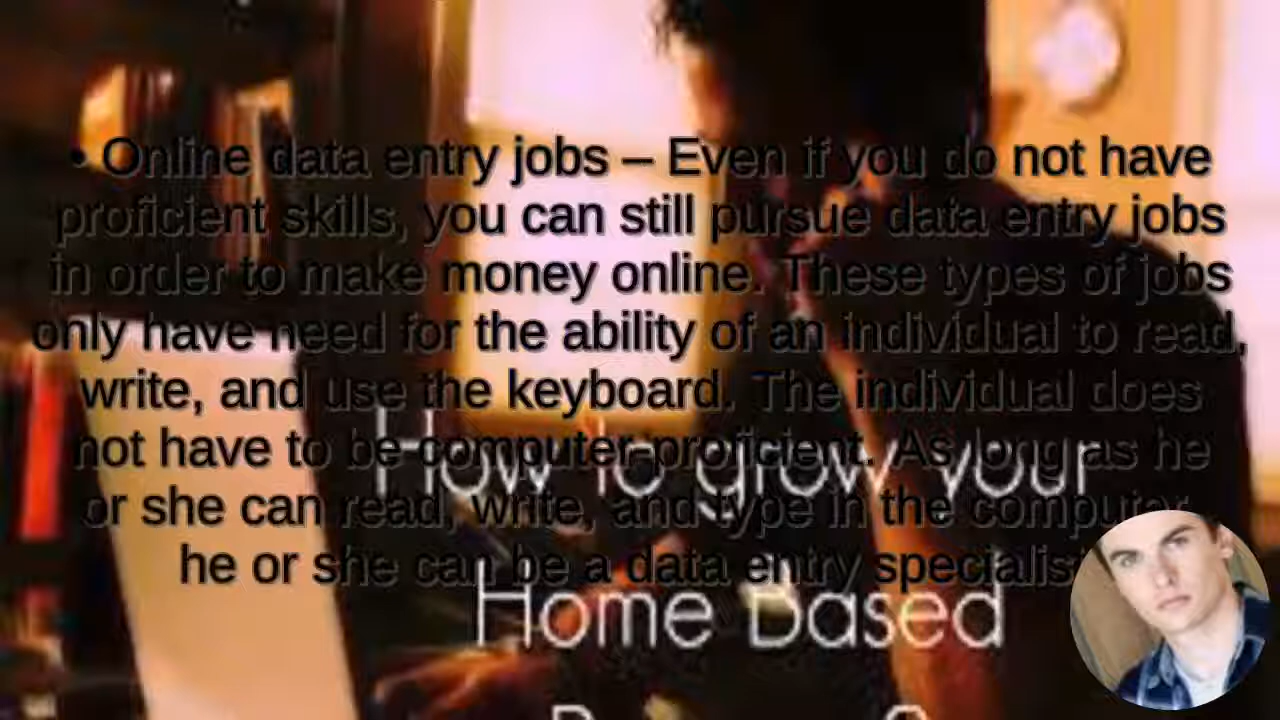 • Online data entry jobs – Even if you do not have
proficient skills, you can still pursue data entry jobs
in order to make money online. These types of jobs
only have need for the ability of an individual to read,
write, and use the keyboard. The individual does
not have to be computer proficient. As long as he
or she can read, write, and type in the computer
he or she can be a data entry specialist
How to grow your
Home Based